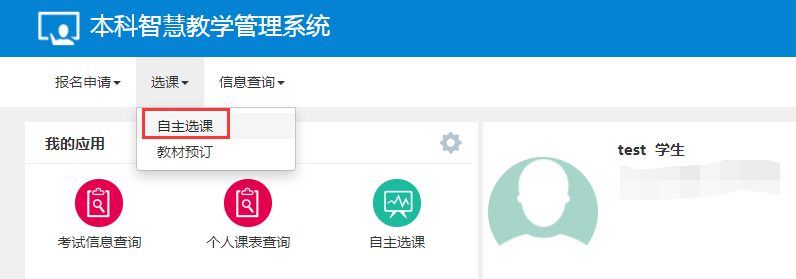 本科智慧教学管理系统
报名申请 选课 信息查询
自主选课
教材预订
我的应用
考试信息查询 个人课表查询 自主选课
test 学生